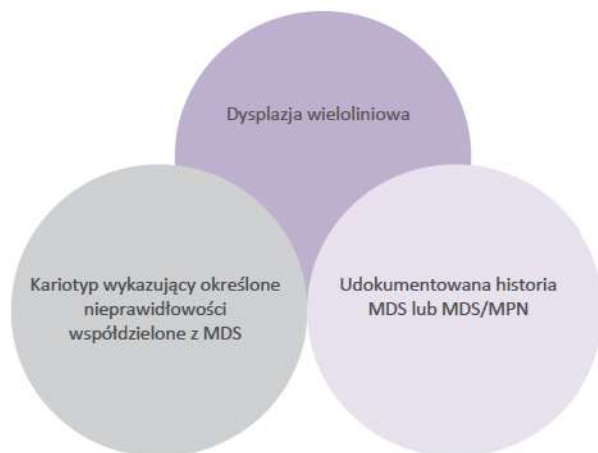 Dysplazja wieloliniowa
Kariotyp wykazujący określone
nieprawidłowości
współdzielone z MDS
Udokumentowana historia
MDS lub MDS/MPN